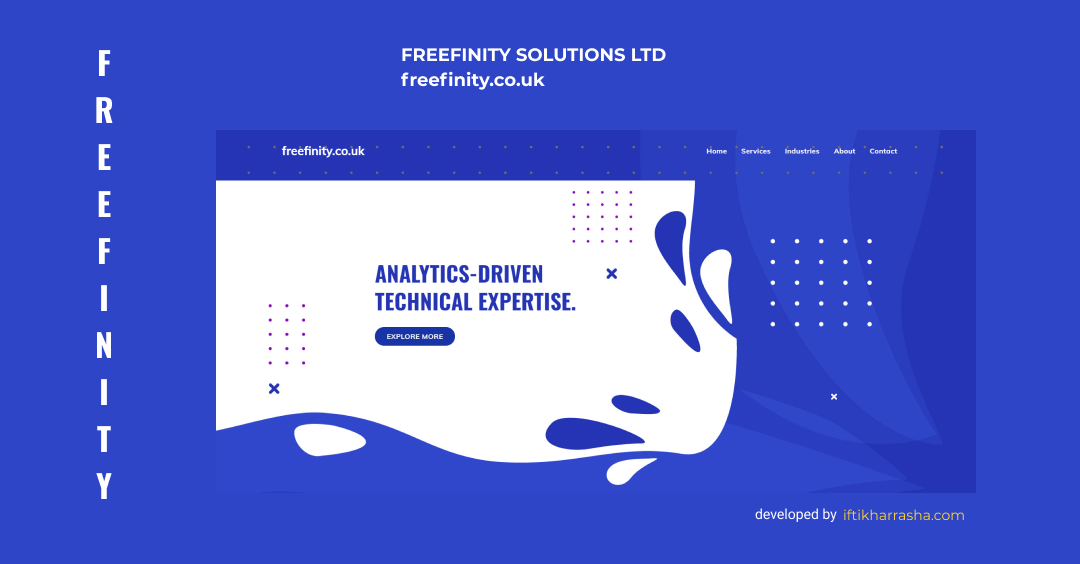 FREEFINITY
FREEFINITY SOLUTIONS LTD
freefinity.co.uk
freefinity.co.uk
Home Services Industries About Contact
ANALYTICS-DRIVEN
TECHNICAL EXPERTISE.
EXPLORE MORE
developed by iftikharrasha.com